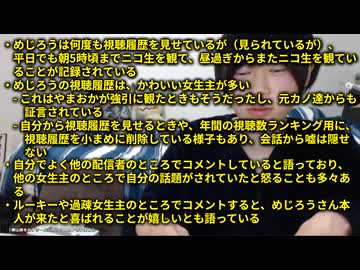 ・めじろうは何度も視聴履歴を見せているが（見られているが）、
平日でも朝5時頃までニコ生を観て、昼過ぎからまたニコ生を観てい
ることが記録されている
・めじろうの視聴履歴は、かわいい女生主が多い
- これはやまおかが強引に観たときもそうだったし、元カノ達からも
証言されている
- 自分から視聴履歴を見せるときや、年間の視聴数ランキング用に、
視聴履歴を小まめに削除している様子もあり、会話から嘘は隠せ
ない
・自分でよく他の配信者のところでコメントしていると語っており、
他の女生主のところで自分の話題がされていたと怒ることも多々あ
る
・ルーキーや過疎女生主のところでコメントすると、めじろうさん本
人が来たと喜ばれることが嬉しいとも語っている